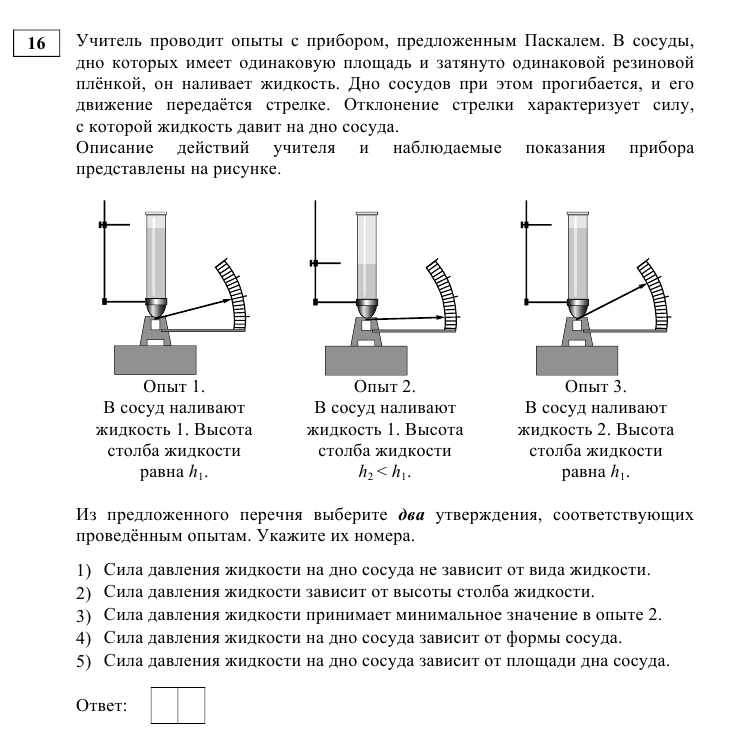 16
Учитель проводит опыты с прибором, предложенным Паскалем. В сосуды,
дно которых имеет одинаковую площадь и затянуто одинаковой резиновой
плёнкой, он наливает жидкость. Дно сосудов при этом прогибается, и его
движение передаётся стрелке. Отклонение стрелки характеризует силу,
с которой жидкость давит на дно сосуда.
Описание действий учителя и наблюдаемые показания прибора
представлены на рисунке.
Опыт 1.
В сосуд наливают
жидкость 1. Высота
столба жидкости
равна h₁.
Опыт 2.
В сосуд наливают
жидкость 1. Высота
столба жидкости
h₂ < h₁.
Опыт 3.
В сосуд наливают
жидкость 2. Высота
столба жидкости
равна h₁.
Из предложенного перечня выберите два утверждения, соответствующих
проведённым опытам. Укажите их номера.
1) Сила давления жидкости на дно сосуда не зависит от вида жидкости.
2) Сила давления жидкости зависит от высоты столба жидкости.
3) Сила давления жидкости принимает минимальное значение в опыте 2.
4) Сила давления жидкости на дно сосуда зависит от формы сосуда.
5) Сила давления жидкости на дно сосуда зависит от площади дна сосуда.
Ответ: